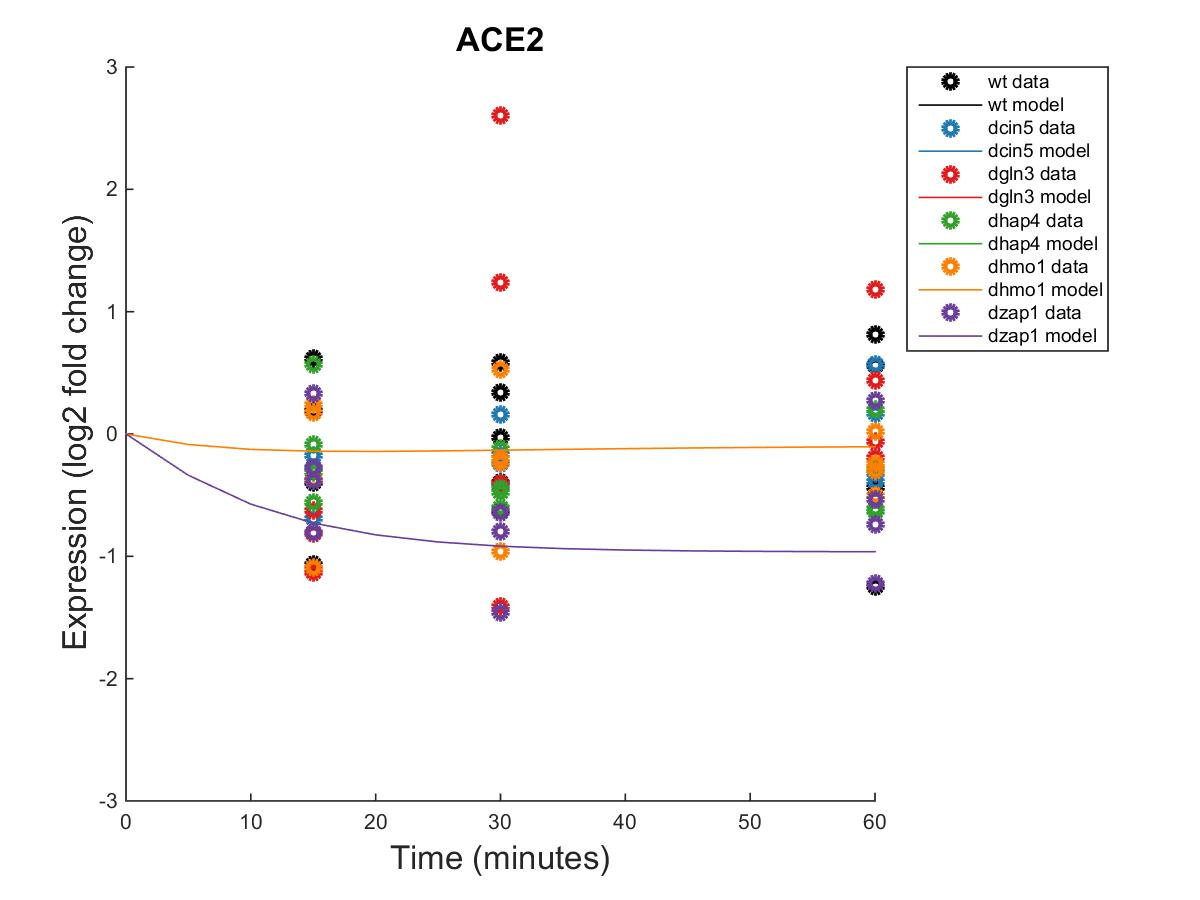 ACE2
3
2
1
0
-1
-2
-3
Expression (log2 fold change)
0 10 20 30 40 50 60
Time (minutes)
wt data
wt model
dcin5 data
dcin5 model
dgln3 data
dgln3 model
dhap4 data
dhap4 model
dhmo1 data
dhmo1 model
dzap1 data
dzap1 model